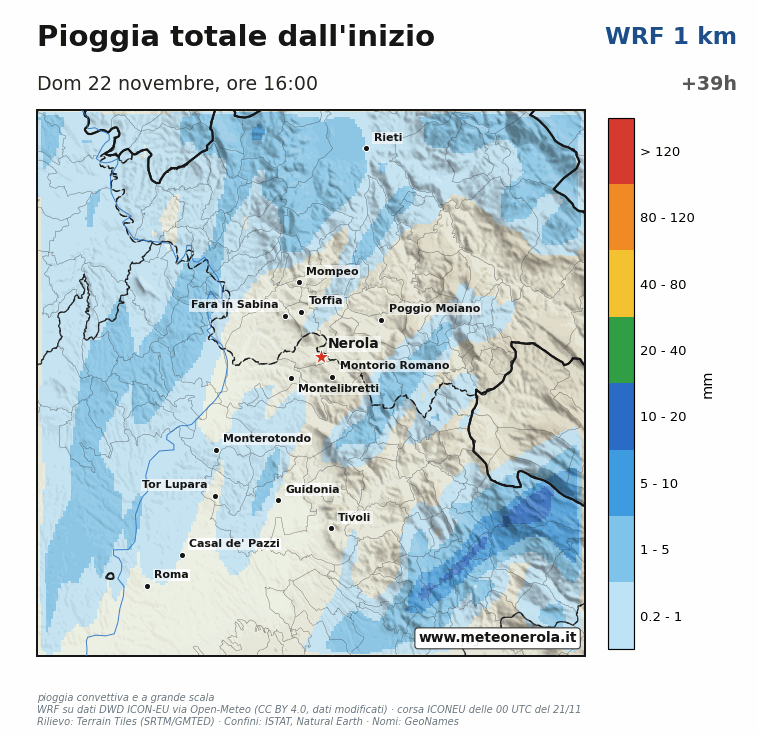 Pioggia totale dall'inizio
WRF 1 km
Dom 22 novembre, ore 16:00
+39h
Rieti
Mompeo
Toffia
Fara in Sabina
Poggio Moiano
Nerola
Montorio Romano
Montelibretti
Monterotondo
Tor Lupara
Guidonia
Tivoli
Casal de' Pazzi
Roma
www.meteonerola.it
> 120
80 - 120
40 - 80
20 - 40
10 - 20
5 - 10
1 - 5
0.2 - 1
mm
pioggia convettiva e a grande scala
WRF su dati DWD ICON-EU via Open-Meteo (CC BY 4.0, dati modificati) · corsa ICONEU delle 00 UTC del 21/11
Rilievo: Terrain Tiles (SRTM/GMTED) · Confini: ISTAT, Natural Earth · Nomi: GeoNames